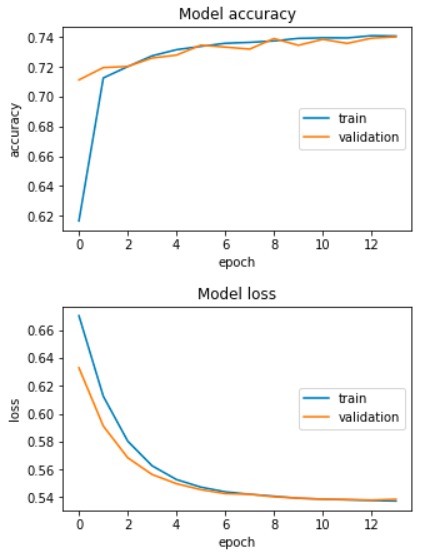 Model accuracy
0.74
0.72
0.70
0.68
0.66
0.64
0.62
accuracy
train
validation
0 2 4 6 8 10 12
epoch
Model loss
0.66
0.64
0.62
0.60
0.58
0.56
0.54
loss
train
validation
0 2 4 6 8 10 12
epoch